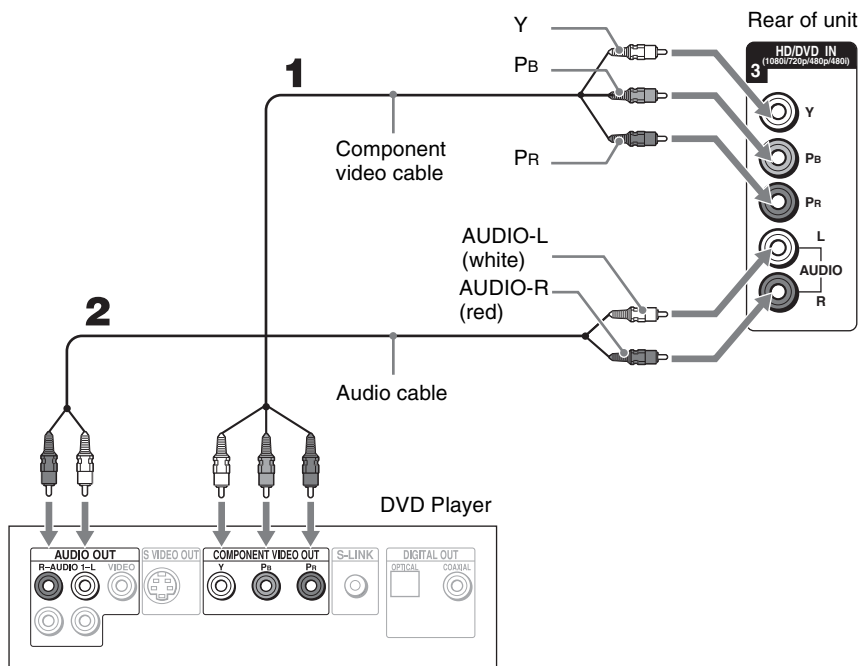 Y
Rear of unit
HD/DVD IN
(1080i/720p/480p/480i)
3
1
PB
Y
Component
video cable
PR
PB
PR
AUDIO-L
(white)
L
AUDIO
AUDIO-R
(red)
R
2
Audio cable
DVD Player
AUDIO OUT
R–AUDIO 1–L
VIDEO
S VIDEO OUT
COMPONENT VIDEO OUT
Y
PB
PR
S-LINK
DIGITAL OUT
OPTICAL
COAXIAL